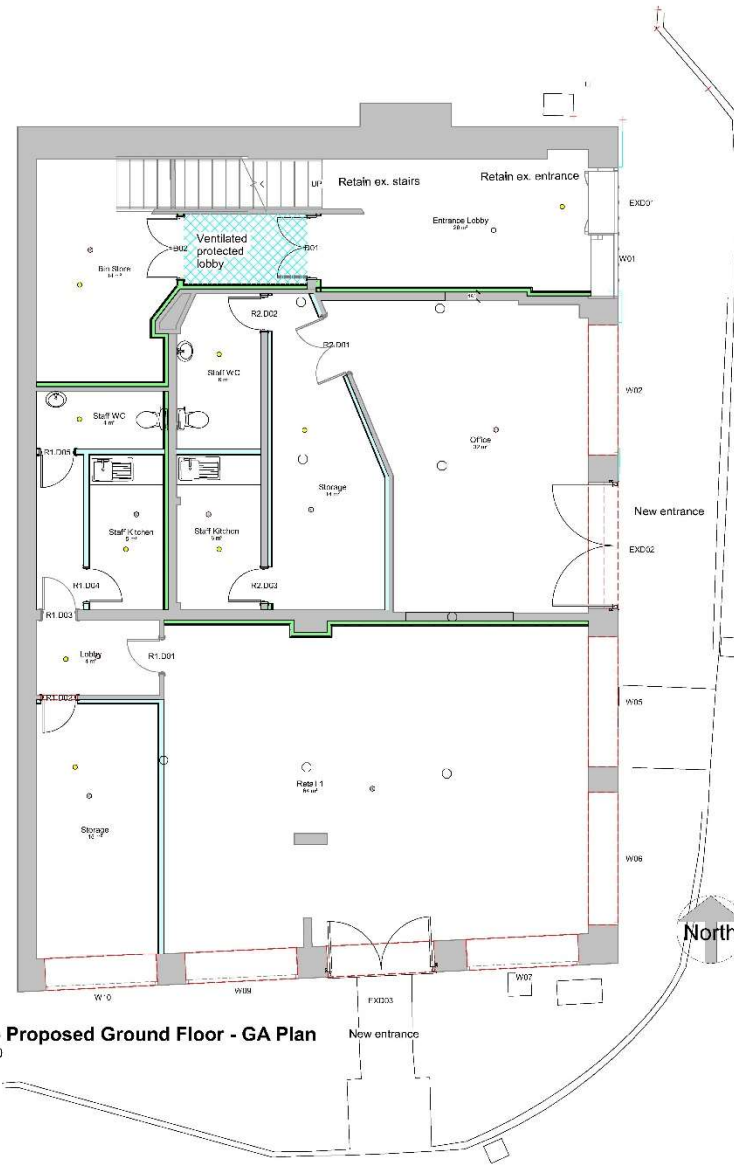 UP
Retain ex. stairs
Retain ex. entrance
EXD01
Entrance Lobby
Ventilated
protected
lobby
B02
B01
W01
Bin Store
R2.D02
R2.D01
W02
Staff WC
Staff WC
Office
R1.D05
Storage
New entrance
EXD02
Staff Kitchen
Staff Kitchen
R1.D04
R2.D03
R1.D03
Lobby
R1.D01
R1.D02
W05
Retail 1
Storage
W06
North
W10
W09
W07
EXD03
Proposed Ground Floor - GA Plan
New entrance